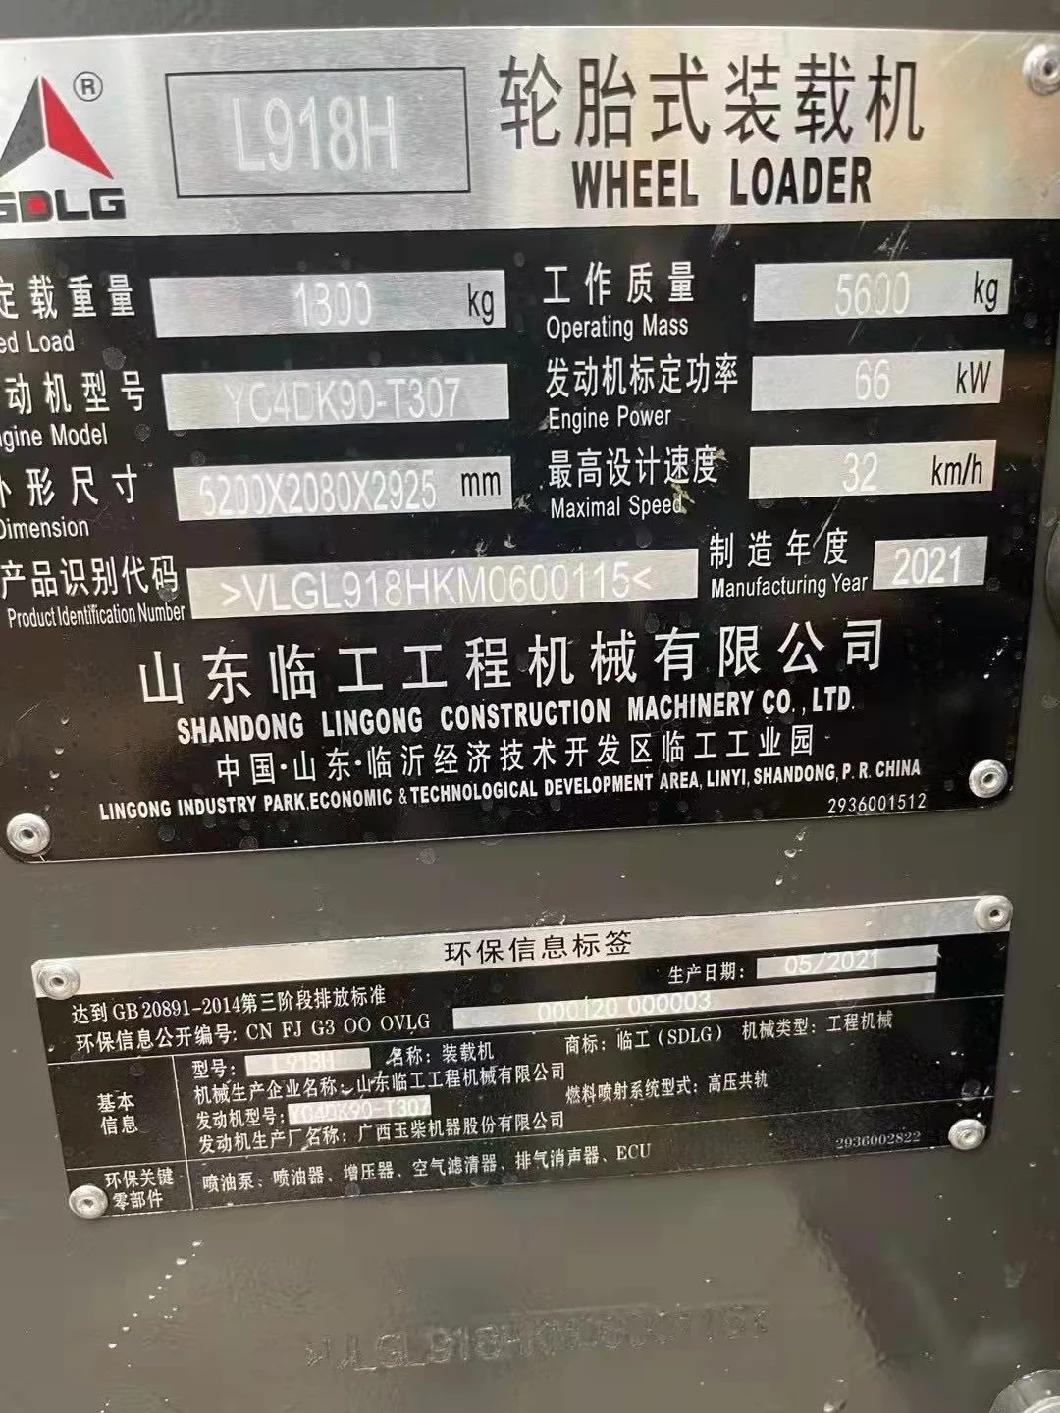 ®
SDLG
L918H
轮胎式装载机
WHEEL LOADER
定载重量 1800 kg
ed Load
工作质量 5600 kg
Operating Mass
动机型号 YC4DK90-T307
ngine Model
发动机标定功率 66 kW
Engine Power
外形尺寸 5200X2080X2925 mm
Dimension
最高设计速度 32 km/h
Maximal Speed
产品识别代码 >VLGL918HKM0600115<
Product Identification Number
制造年度 2021
Manufacturing Year
山东临工工程机械有限公司
SHANDONG LINGONG CONSTRUCTION MACHINERY CO., LTD.
中国·山东·临沂经济技术开发区临工工业园
LINGONG INDUSTRY PARK,ECONOMIC & TECHNOLOGICAL DEVELOPMENT AREA, LINYI, SHANDONG, P. R. CHINA
2936001512
环保信息标签
达到GB 20891-2014第三阶段排放标准
生产日期: 05/2021
环保信息公开编号: CN FJ G3 OO OVLG 000120 000003
基本信息
型号: L918H 名称: 装载机 商标: 临工 (SDLG) 机械类型: 工程机械
机械生产企业名称: 山东临工工程机械有限公司
发动机型号: YC4DK90-T307 燃料喷射系统型式: 高压共轨
发动机生产厂名称: 广西玉柴机器股份有限公司
2936002822
环保关键零部件
喷油泵、喷油器、增压器、空气滤清器、排气消声器、ECU